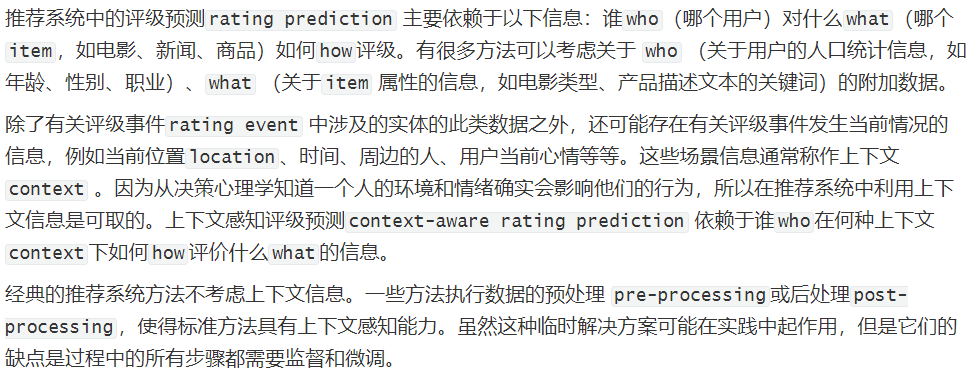 推荐系统中的评级预测 rating prediction 主要依赖于以下信息：谁who（哪个用户）对什么what（哪个
item，如电影、新闻、商品）如何how评级。有很多方法可以考虑关于 who （关于用户的人口统计信息，如
年龄、性别、职业）、what （关于item 属性的信息，如电影类型、产品描述文本的关键词）的附加数据。
除了有关评级事件rating event 中涉及的实体的此类数据之外，还可能存在有关评级事件发生当前情况的
信息，例如当前位置location、时间、周边的人、用户当前心情等等。这些场景信息通常称作上下文
context 。因为从决策心理学知道一个人的环境和情绪确实会影响他们的行为，所以在推荐系统中利用上下
文信息是可取的。上下文感知评级预测context-aware rating prediction 依赖于谁who在何种上下文
context下如何how评价什么what的信息。
经典的推荐系统方法不考虑上下文信息。一些方法执行数据的预处理 pre-processing或后处理post-
processing，使得标准方法具有上下文感知能力。虽然这种临时解决方案可能在实践中起作用，但是它们的
缺点是过程中的所有步骤都需要监督和微调。